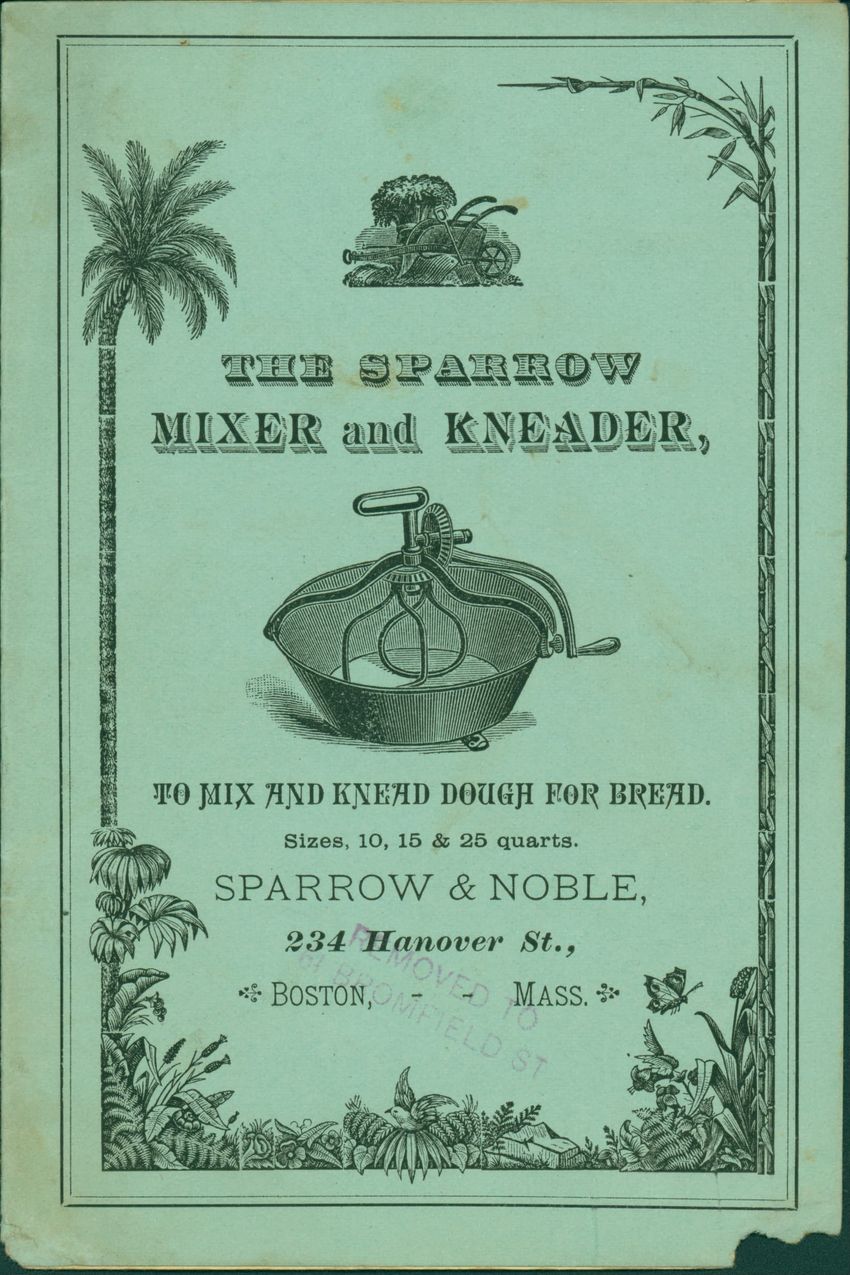 THE SPARROW
MIXER and KNEADER,
TO MIX AND KNEAD DOUGH FOR BREAD.
Sizes, 10, 15 & 25 quarts.
SPARROW & NOBLE,
234 Hanover St.,
BOSTON, - - MASS.
REMOVED TO
61 BROMFIELD ST